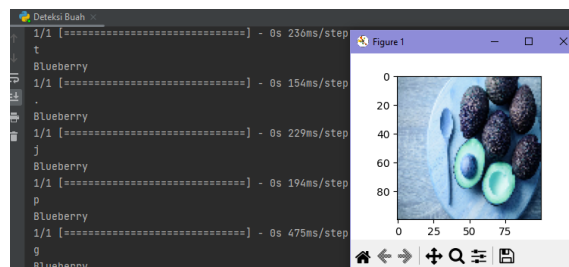 Deteksi Buah
1/1 [==============================] - 0s 236ms/step
t
Blueberry
1/1 [==============================] - 0s 154ms/step
.
Blueberry
1/1 [==============================] - 0s 229ms/step
j
Blueberry
1/1 [==============================] - 0s 194ms/step
p
Blueberry
1/1 [==============================] - 0s 475ms/step
g
Blueberry
Figure 1
0
20
40
60
80
0 25 50 75